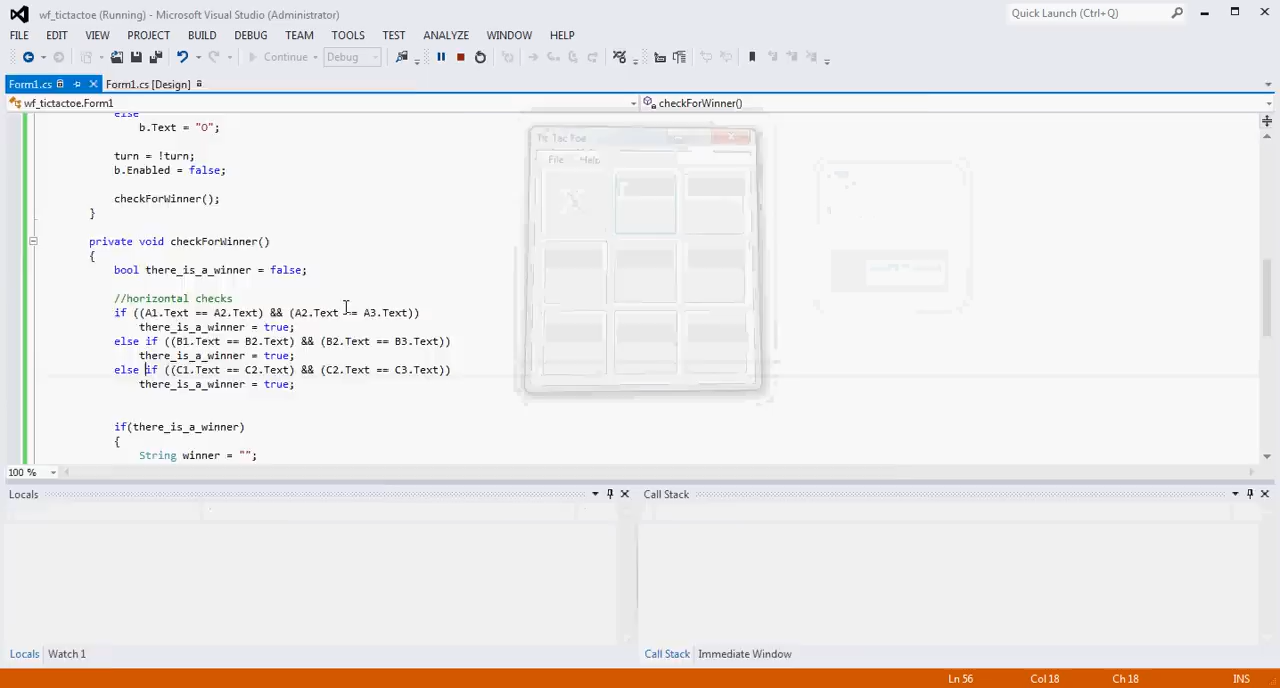 wf_tictactoe (Running) - Microsoft Visual Studio (Administrator)
Quick Launch (Ctrl+Q)
FILE EDIT VIEW PROJECT BUILD DEBUG TEAM TOOLS TEST ANALYZE WINDOW HELP
Continue Debug
Form1.cs Form1.cs [Design]
wf_tictactoe.Form1 checkForWinner()
else
b.Text = "O";
turn = !turn;
b.Enabled = false;
checkForWinner();
}
private void checkForWinner()
{
bool there_is_a_winner = false;
//horizontal checks
if ((A1.Text == A2.Text) && (A2.Text == A3.Text))
there_is_a_winner = true;
else if ((B1.Text == B2.Text) && (B2.Text == B3.Text))
there_is_a_winner = true;
else if ((C1.Text == C2.Text) && (C2.Text == C3.Text))
there_is_a_winner = true;
if(there_is_a_winner)
{
String winner = "";
Tic Tac Foe
File Help
X
100 %
Locals Call Stack
Locals Watch 1 Call Stack Immediate Window
Ln 56 Col 18 Ch 18 INS